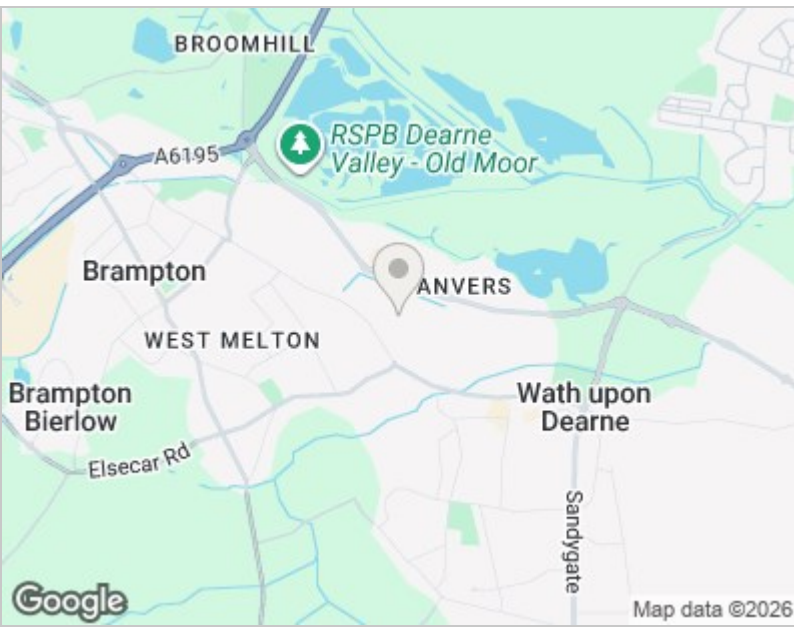 BROOMHILL
A6195
RSPB Dearne
Valley - Old Moor
Brampton
ANVERS
WEST MELTON
Brampton
Bierlow
Wath upon
Dearne
Elsecar Rd
Sandygate
Google
Map data ©2026